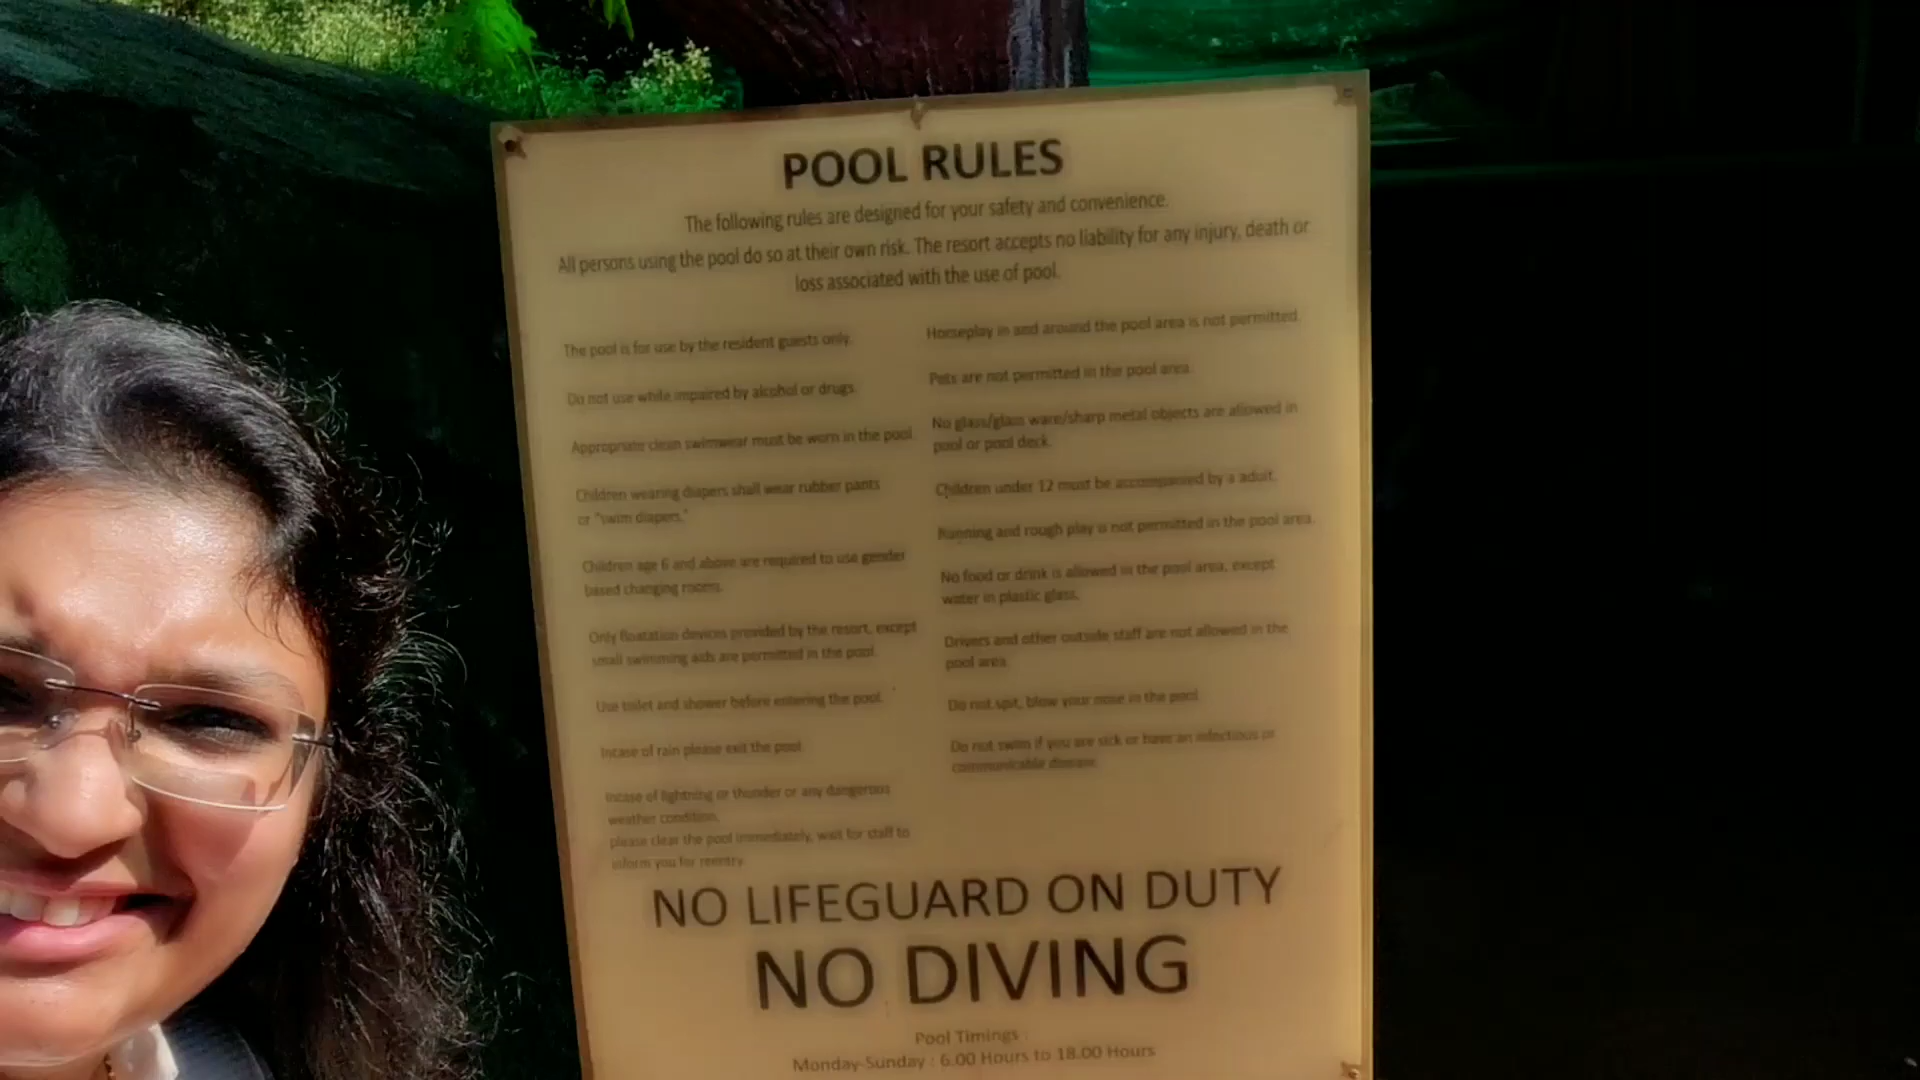 POOL RULES
The following rules are designed for your safety and convenience.
All persons using the pool do so at their own risk. The resort accepts no liability for any injury, death or
loss associated with the use of pool.
The pool is for use by the resident guests only.
Do not use while impaired by alcohol or drugs.
Appropriate clean swimwear must be worn in the pool.
Children wearing diapers shall wear rubber pants
or "swim diapers."
Children age 6 and above are required to use gender
based changing rooms.
Only floatation devices provided by the resort, except
small swimming aids are permitted in the pool.
Use toilet and shower before entering the pool.
Incase of rain please exit the pool.
Incase of lightning or thunder or any dangerous
weather condition,
please clear the pool immediately, wait for staff to
inform you for reentry.
Horseplay in and around the pool area is not permitted.
Pets are not permitted in the pool area.
No glass/glass ware/sharp metal objects are allowed in
pool or pool deck.
Children under 12 must be accompanied by a adult.
Running and rough play is not permitted in the pool area.
No food or drink is allowed in the pool area, except
water in plastic glass.
Drivers and other outside staff are not allowed in the
pool area.
Do not spit, blow your nose in the pool.
Do not swim if you are sick or have an infectious or
communicable disease.
NO LIFEGUARD ON DUTY
NO DIVING
Pool Timings :
Monday-Sunday : 6.00 Hours to 18.00 Hours